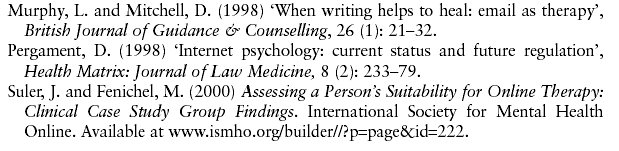 Murphy, L. and Mitchell, D. (1998) ‘When writing helps to heal: email as therapy’,
British Journal of Guidance & Counselling, 26 (1): 21–32.
Pergament, D. (1998) ‘Internet psychology: current status and future regulation’,
Health Matrix: Journal of Law Medicine, 8 (2): 233–79.
Suler, J. and Fenichel, M. (2000) Assessing a Person’s Suitability for Online Therapy:
Clinical Case Study Group Findings. International Society for Mental Health
Online. Available at www.ismho.org/builder//?p=page&id=222.